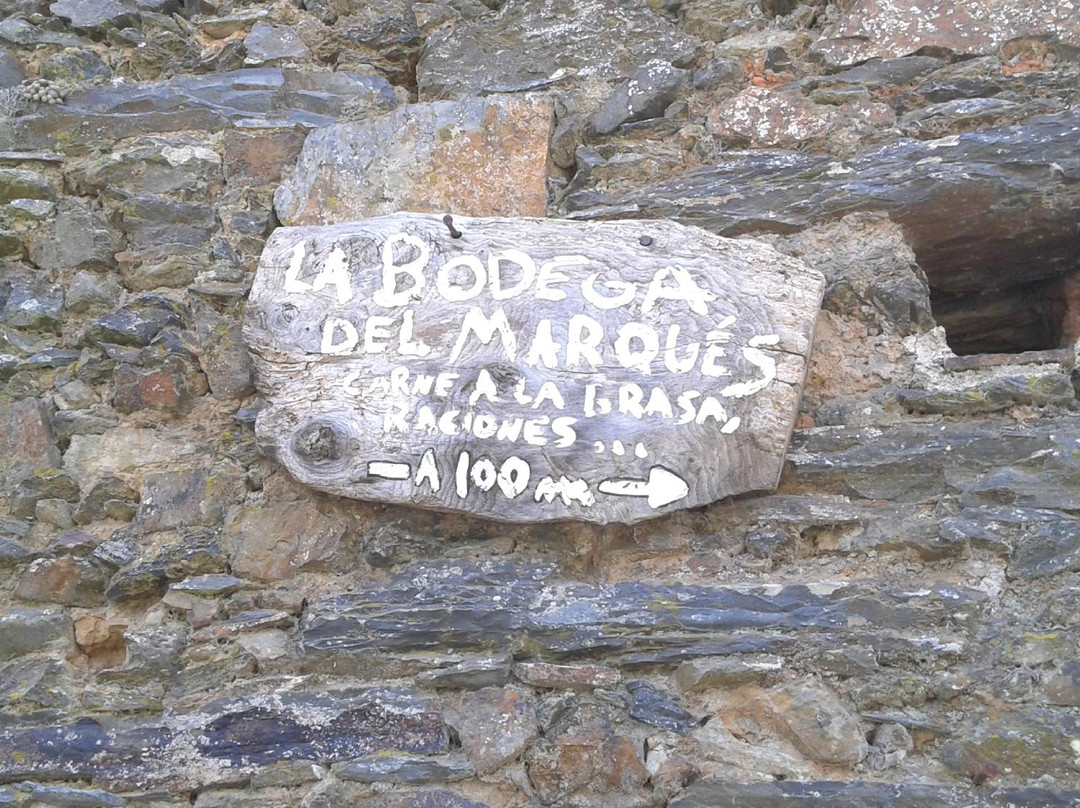 LA BODEGA
DEL MARQUÉS
CARNE A LA BRASA,
RACIONES...
A 100 m